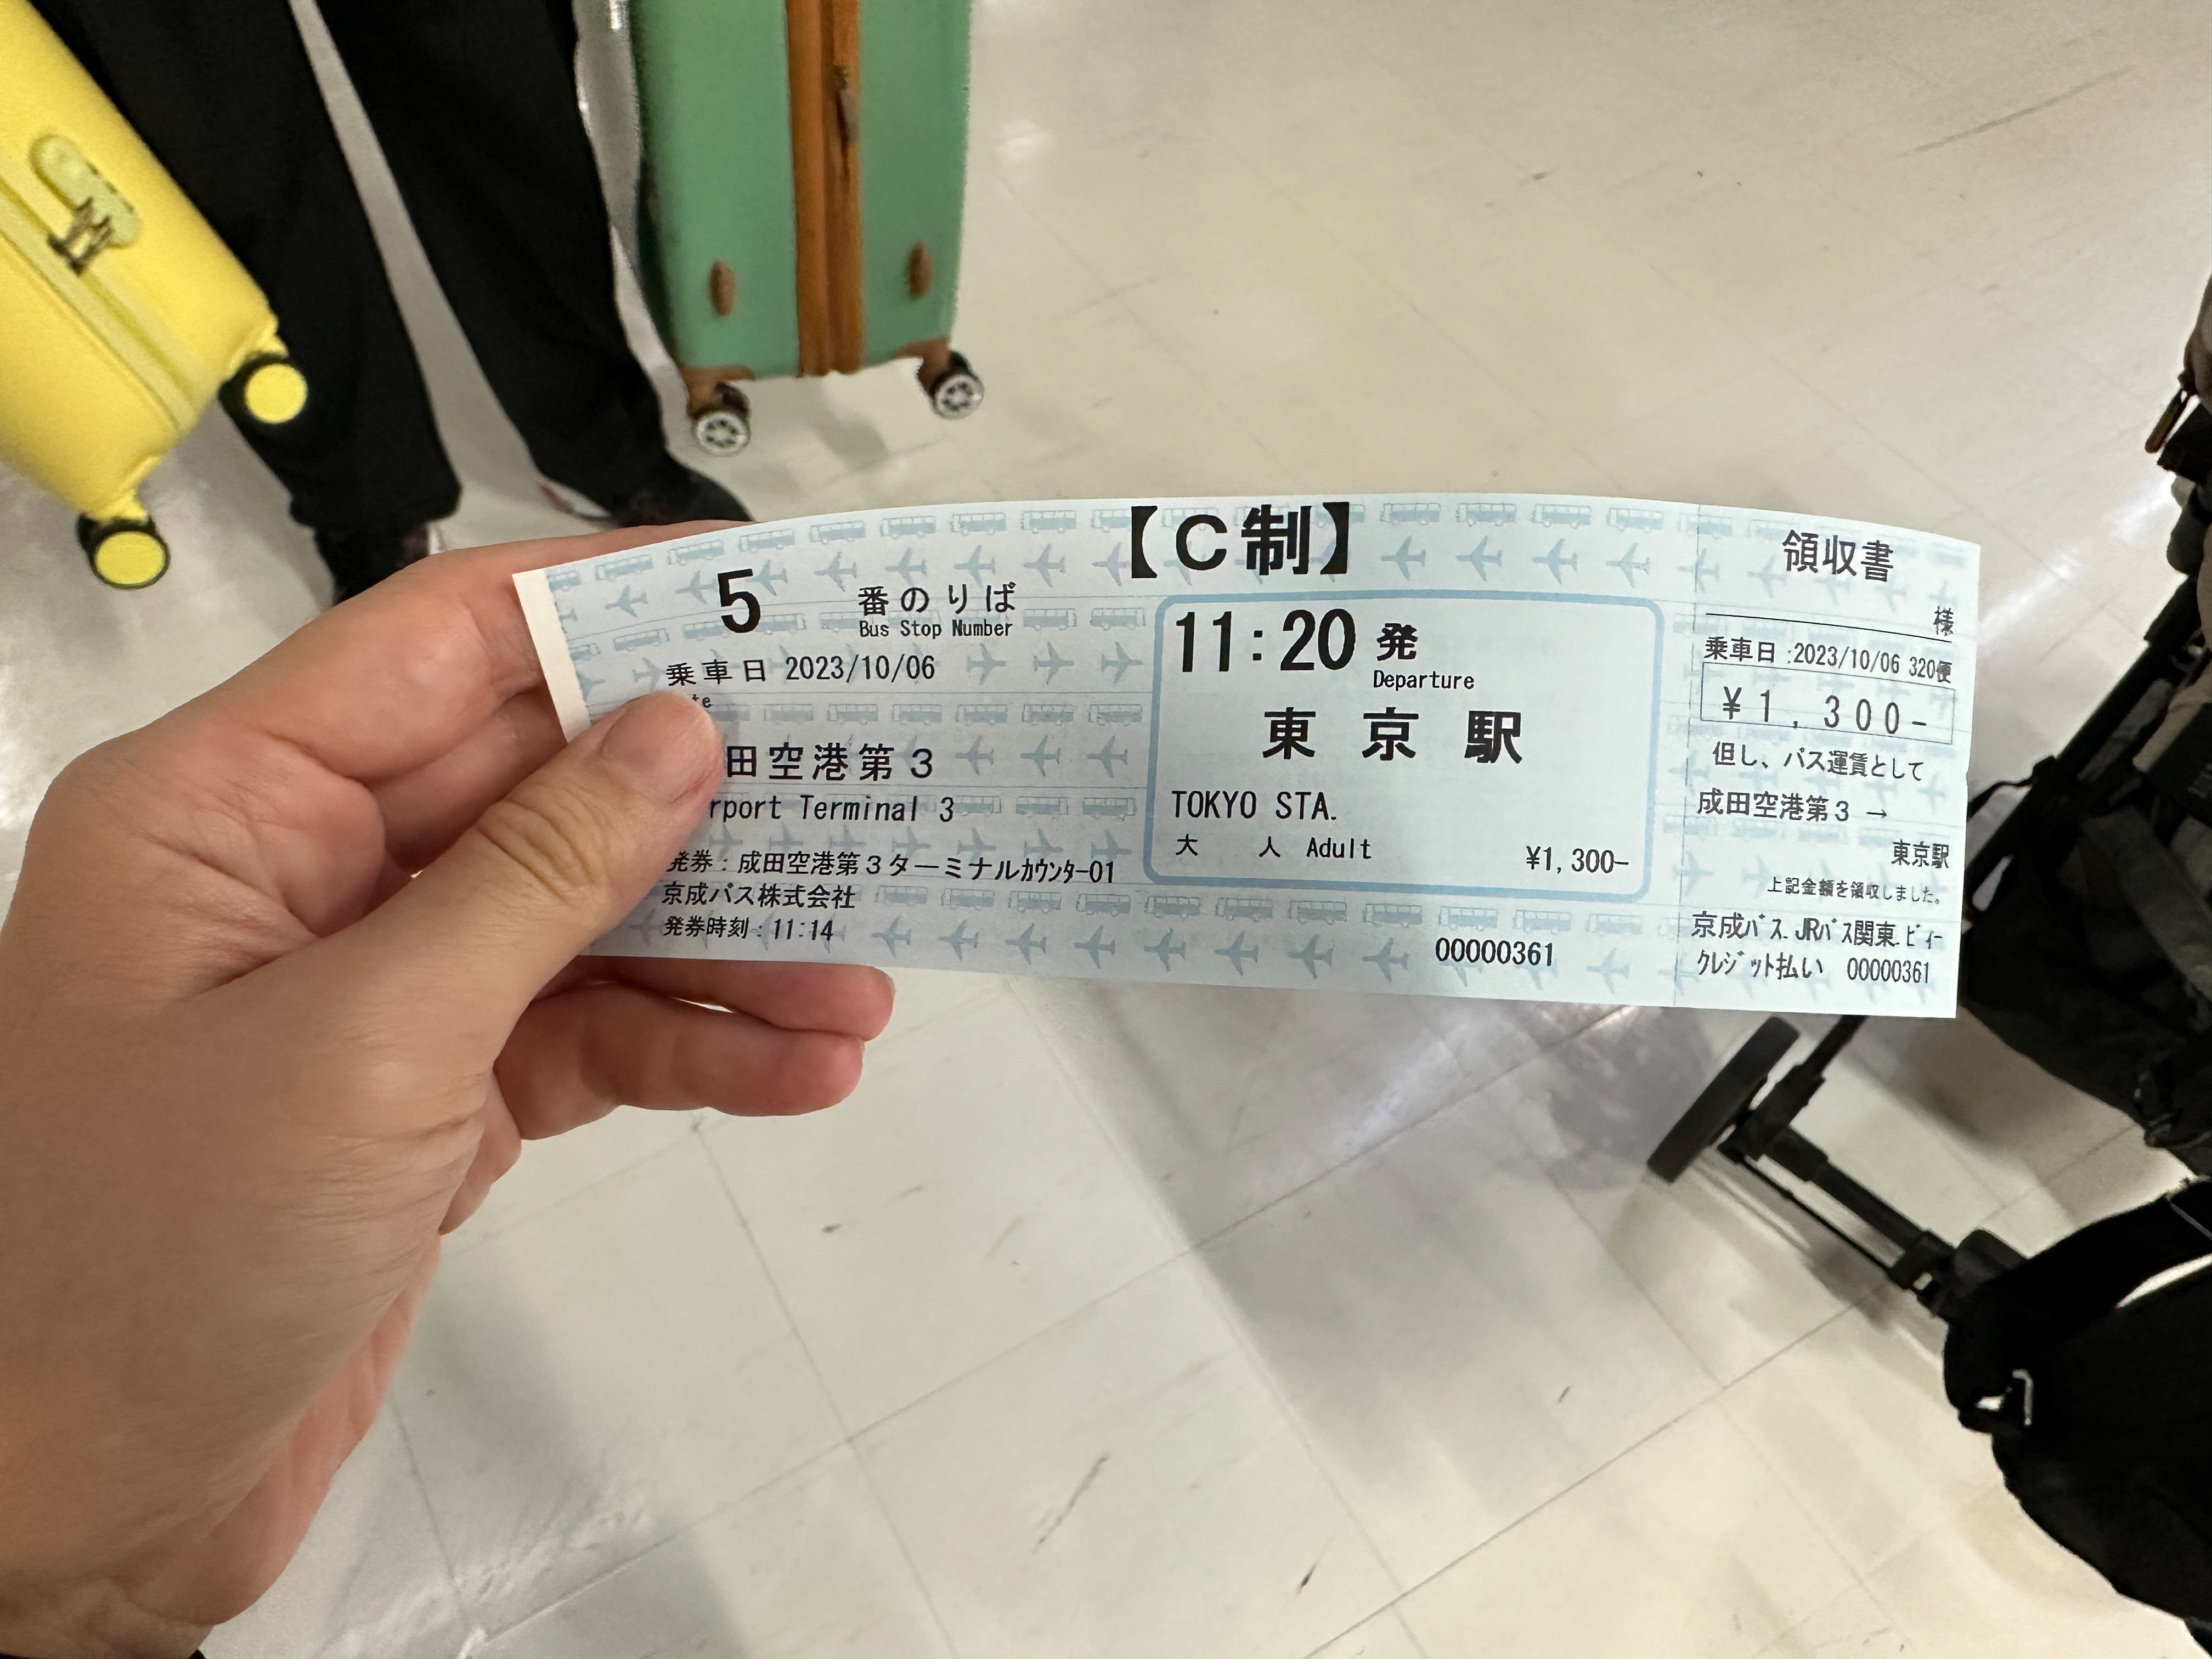 【C制】
5 番のりば
Bus Stop Number
乗車日 2023/10/06
田空港第3
Terminal 3
発券:成田空港第3ターミナルカウンター01
京成バス株式会社
発券時刻:11:14
11:20 発
Departure
東京駅
TOKYO STA.
大人 Adult ¥1,300-
00000361
領収書
様
乗車日:2023/10/06 320便
¥1,300-
但し、バス運賃として
成田空港第3 →
東京駅
上記金額を領収しました。
京成バス.JRバス関東.ビィー
クレジット払い 00000361